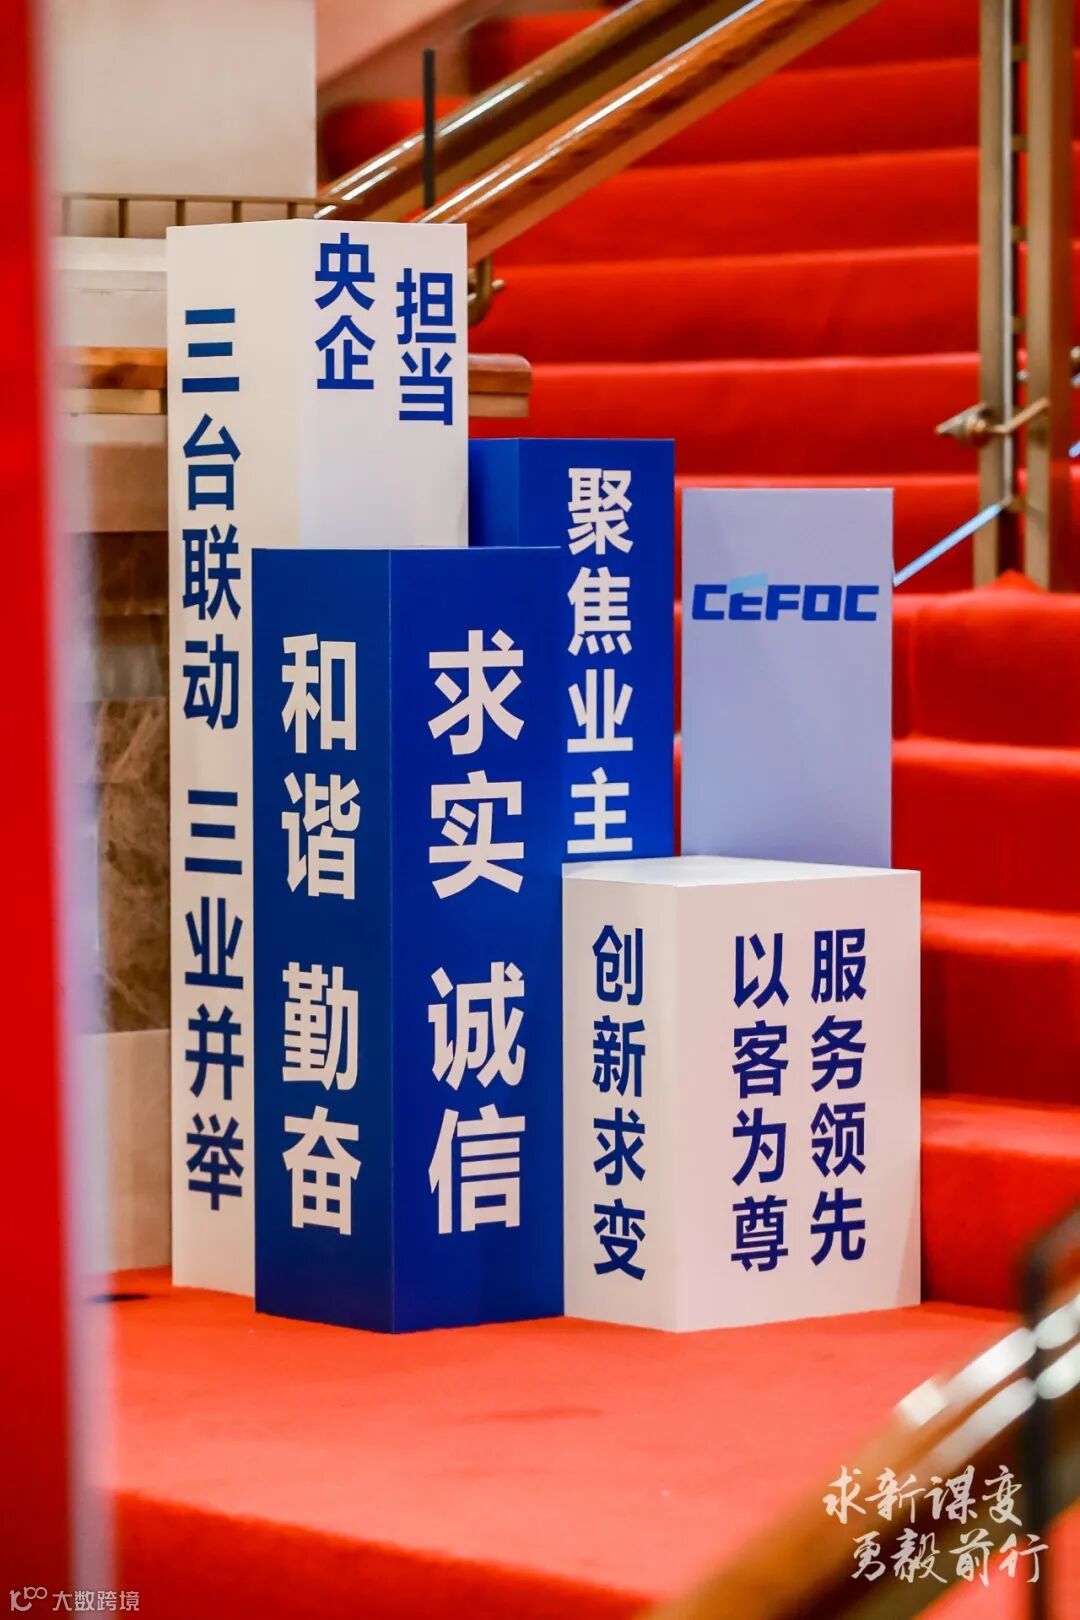 三台联动 三业并举
央企
担当
和谐 勤奋
求实 诚信
聚焦业主
CEFOC
创新求变
以客为尊
服务领先
求新谋变
勇毅前行
大数跨境